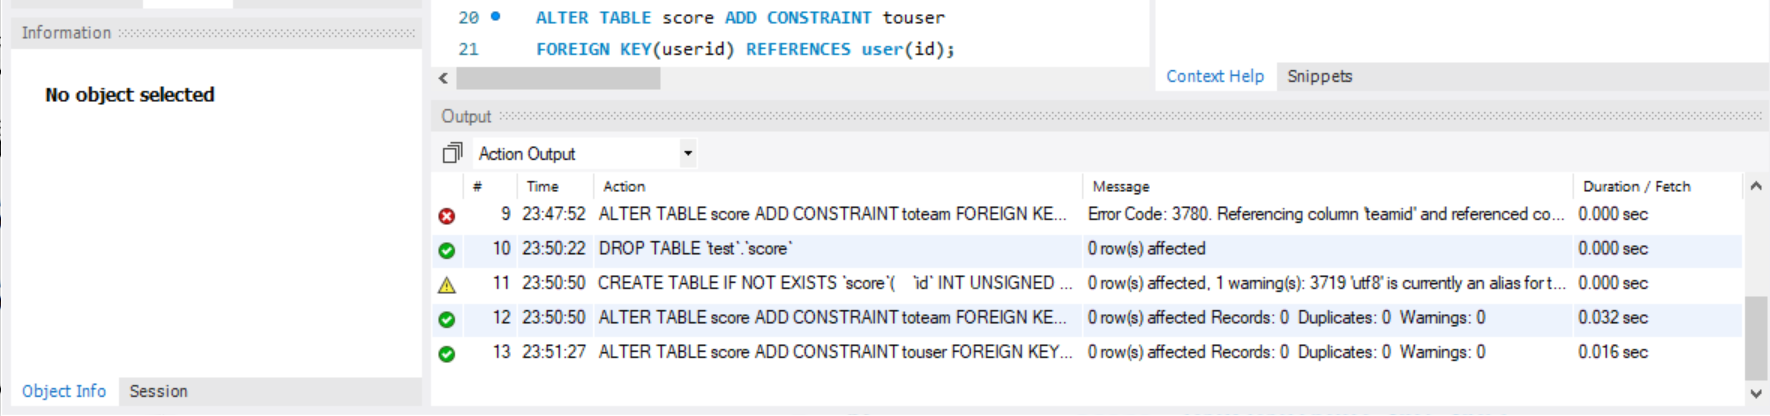 Information
No object selected
Object Info Session
20 ALTER TABLE score ADD CONSTRAINT touser
21 FOREIGN KEY(userid) REFERENCES user(id);
Context Help Snippets
Output
Action Output
# Time Action Message Duration / Fetch
9 23:47:52 ALTER TABLE score ADD CONSTRAINT toteam FOREIGN KE... Error Code: 3780. Referencing column 'teamid' and referenced co... 0.000 sec
10 23:50:22 DROP TABLE `test`.`score` 0 row(s) affected 0.000 sec
11 23:50:50 CREATE TABLE IF NOT EXISTS `score`( `id` INT UNSIGNED ... 0 row(s) affected, 1 warning(s): 3719 'utf8' is currently an alias for t... 0.000 sec
12 23:50:50 ALTER TABLE score ADD CONSTRAINT toteam FOREIGN KE... 0 row(s) affected Records: 0 Duplicates: 0 Warnings: 0 0.032 sec
13 23:51:27 ALTER TABLE score ADD CONSTRAINT touser FOREIGN KEY... 0 row(s) affected Records: 0 Duplicates: 0 Warnings: 0 0.016 sec